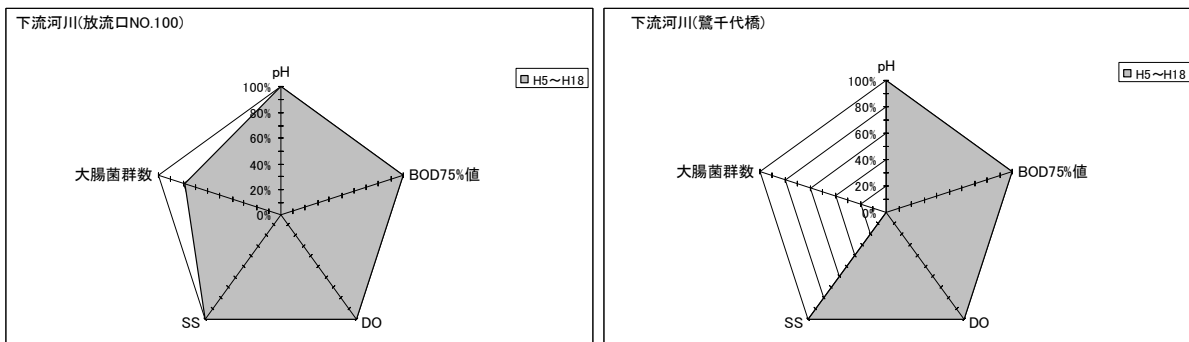 下流河川(放流口NO.100)
pH
H5～H18
100%
80%
60%
40%
20%
0%
大腸菌群数
BOD75%値
SS
DO
下流河川(鷺千代橋)
pH
H5～H18
100%
80%
60%
40%
20%
0%
大腸菌群数
BOD75%値
SS
DO